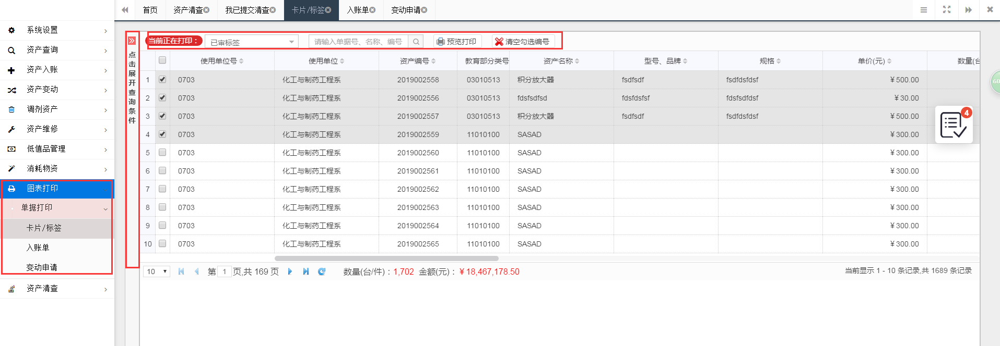 首页 资产清查 我已提交清查 卡片/标签 入账单 变动申请
系统设置
资产查询
资产入账
资产变动
调剂资产
资产维修
低值品管理
消耗物资
图表打印
单据打印
卡片/标签
入账单
变动申请
资产清查
点击展开查询条件
当前正在打印： 已审标签 请输入单据号、名称、编号 预览打印 清空勾选编号
使用单位号 使用单位 资产编号 教育部分类号 资产名称 型号、品牌 规格 单价(元) 数量(台
1 0703 化工与制药工程系 2019002558 03010513 积分放大器 fsdfsdf fsdfdsfdsf ￥500.00
2 0703 化工与制药工程系 2019002556 03010513 fdsfsdfsd fdsfdsfsf fdsfsdfdsf ￥30.00
3 0703 化工与制药工程系 2019002557 03010513 积分放大器 fsdfsdf fsdfdsfdsf ￥500.00
4 0703 化工与制药工程系 2019002559 11010100 SASAD ￥300.00
5 0703 化工与制药工程系 2019002560 11010100 SASAD ￥300.00
6 0703 化工与制药工程系 2019002561 11010100 SASAD ￥300.00
7 0703 化工与制药工程系 2019002562 11010100 SASAD ￥300.00
8 0703 化工与制药工程系 2019002563 11010100 SASAD ￥300.00
9 0703 化工与制药工程系 2019002564 11010100 SASAD ￥300.00
10 0703 化工与制药工程系 2019002565 11010100 SASAD ￥300.00
10 第 1 页,共 169 页 数量(台/件)：1,702 金额(元)：￥18,467,178.50 当前显示 1 - 10 条记录,共 1689 条记录
60
4